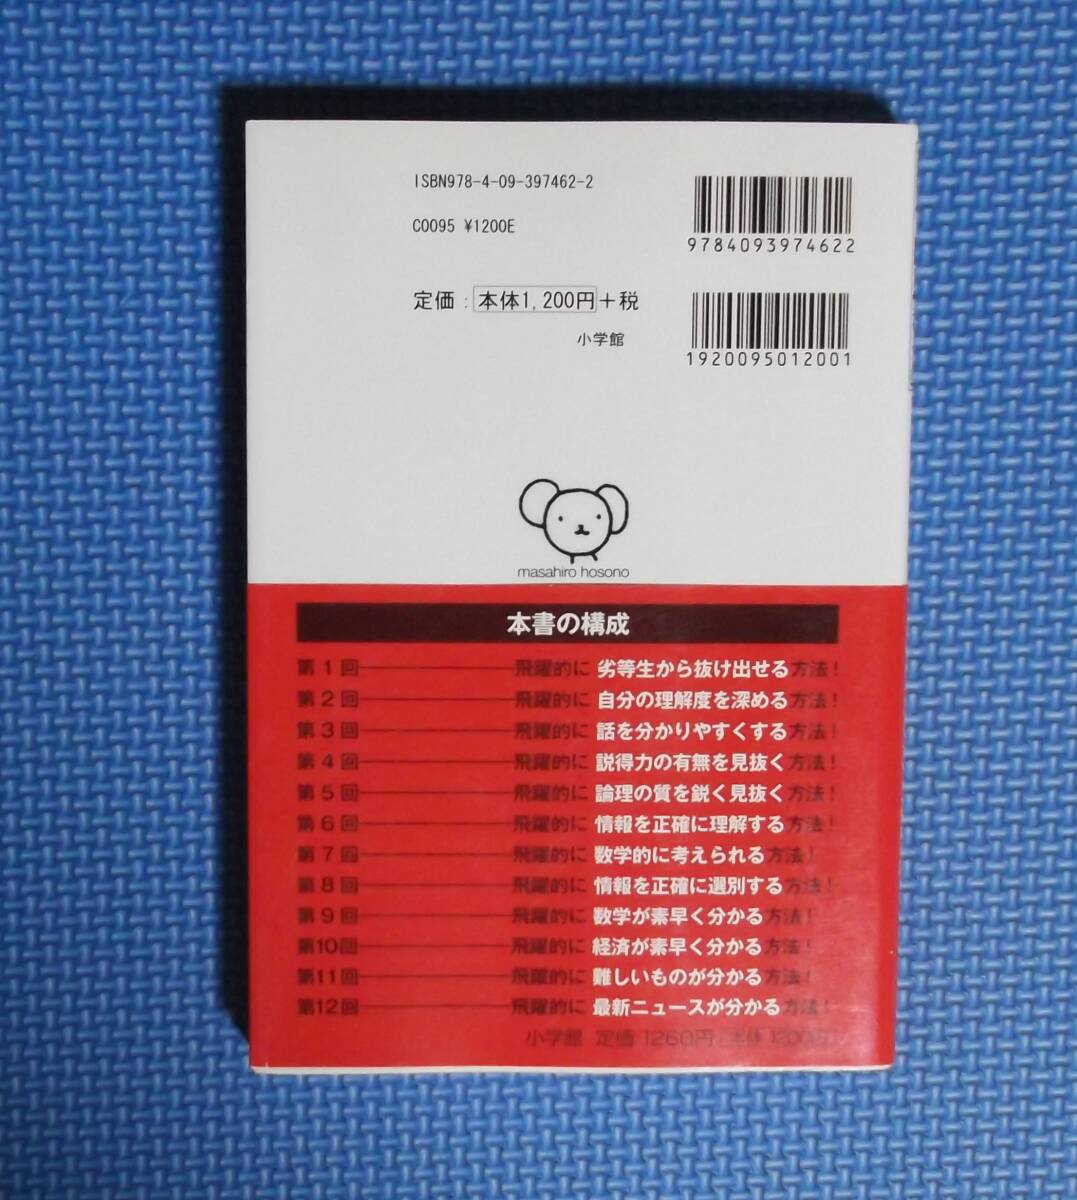 ISBN978-4-09-397462-2
C0095 ¥1200E
定価：本体1,200円＋税
小学館
9784093974622
1920095012001
masahiro hosono
本書の構成
第1回 飛躍的に 劣等生から抜け出せる方法！
第2回 飛躍的に 自分の理解度を深める方法！
第3回 飛躍的に 話を分かりやすくする方法！
第4回 飛躍的に 説得力の有無を見抜く方法！
第5回 飛躍的に 論理の質を鋭く見抜く方法！
第6回 飛躍的に 情報を正確に理解する方法！
第7回 飛躍的に 数学的に考えられる方法！
第8回 飛躍的に 情報を正確に選別する方法！
第9回 飛躍的に 数学が素早く分かる方法！
第10回 飛躍的に 経済が素早く分かる方法！
第11回 飛躍的に 難しいものが分かる方法！
第12回 飛躍的に 最新ニュースが分かる方法！
小学館 定価1260円（本体1200円）